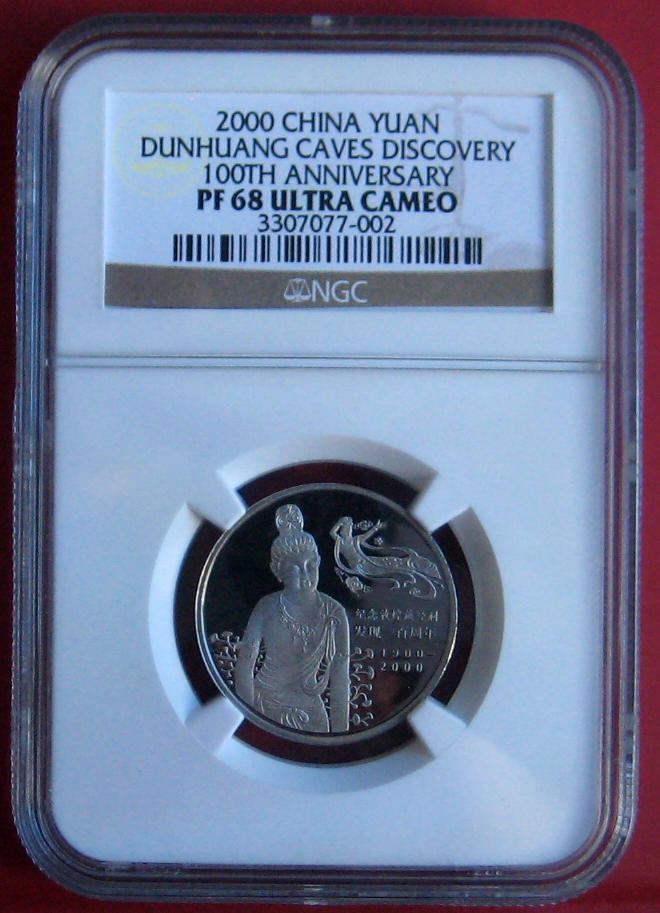 2000 CHINA YUAN
DUNHUANG CAVES DISCOVERY
100TH ANNIVERSARY
PF 68 ULTRA CAMEO
3307077-002
NGC
纪念敦煌藏经洞
发现一百周年
1900-
2000